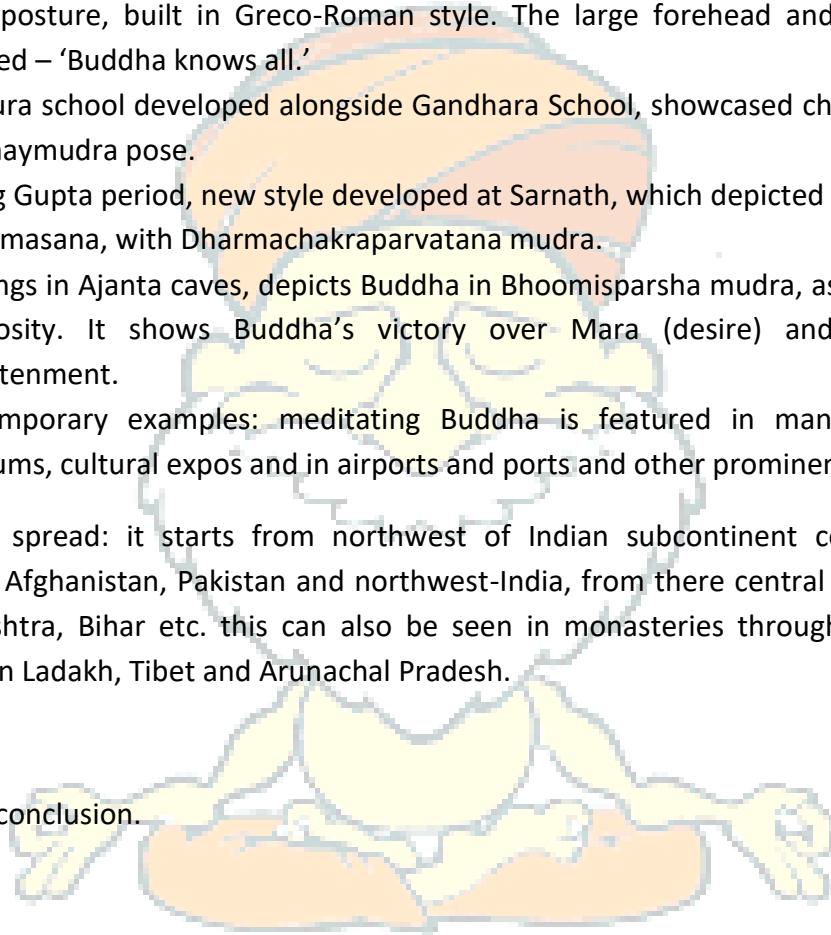 posture, built in Greco-Roman style. The large forehead and
ed – ‘Buddha knows all.’
ura school developed alongside Gandhara School, showcased ch
haymudra pose.
g Gupta period, new style developed at Sarnath, which depicted
masana, with Dharmachakraparvatana mudra.
ngs in Ajanta caves, depicts Buddha in Bhoomisparsha mudra, as
osity. It shows Buddha’s victory over Mara (desire) and
tenment.
mporary examples: meditating Buddha is featured in man
ums, cultural expos and in airports and ports and other prominen
spread: it starts from northwest of Indian subcontinent c
Afghanistan, Pakistan and northwest-India, from there central
shtra, Bihar etc. this can also be seen in monasteries through
n Ladakh, Tibet and Arunachal Pradesh.
conclusion.